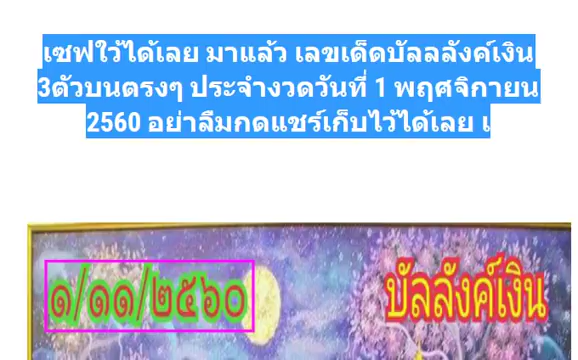 เซฟใว้ได้เลย มาแล้ว เลขเด็ดบัลลลังค์เงิน
3ตัวบนตรงๆ ประจำงวดวันที่ 1 พฤศจิกายน
2560 อย่าลืมกดแชร์เก็บไว้ได้เลย เ
๑/๑๑/๒๕๖๐
บัลลังค์เงิน